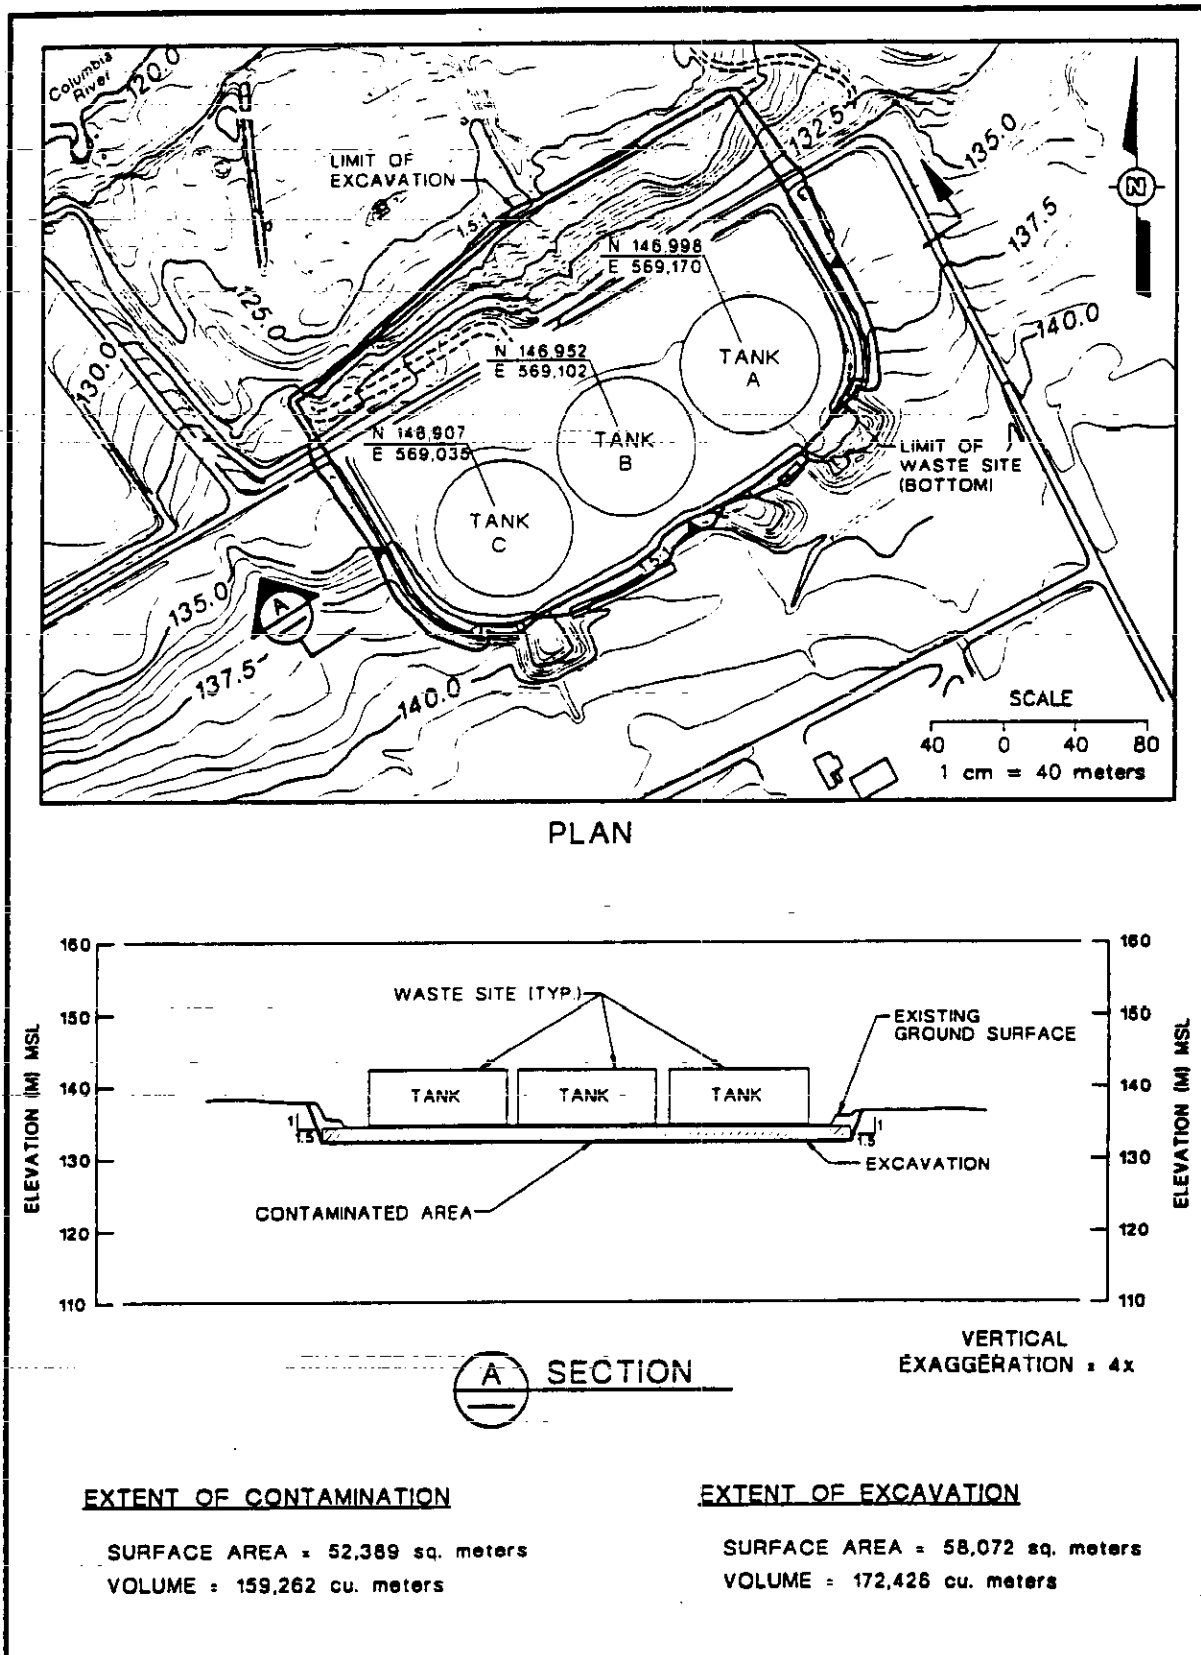 Columbia
River
120.0
LIMIT OF
EXCAVATION
1.5:1
132.5
135.0
N
137.5
140.0
N 146,998
E 569,170
125.0
130.0
N 146,952
E 569,102
TANK
A
N 146,907
E 569,035
TANK
B
LIMIT OF
WASTE SITE
(BOTTOM)
TANK
C
135.0
A
137.5
140.0
SCALE
40 0 40 80
1 cm = 40 meters
PLAN
160
150
140
130
120
110
ELEVATION (M) MSL
WASTE SITE (TYP.)
EXISTING
GROUND SURFACE
TANK TANK TANK
1
1.5
1
1.5
EXCAVATION
CONTAMINATED AREA
160
150
140
130
120
110
ELEVATION (M) MSL
VERTICAL
EXAGGERATION = 4x
A SECTION
EXTENT OF CONTAMINATION
SURFACE AREA = 52,389 sq. meters
VOLUME = 159,262 cu. meters
EXTENT OF EXCAVATION
SURFACE AREA = 58,072 sq. meters
VOLUME = 172,426 cu. meters